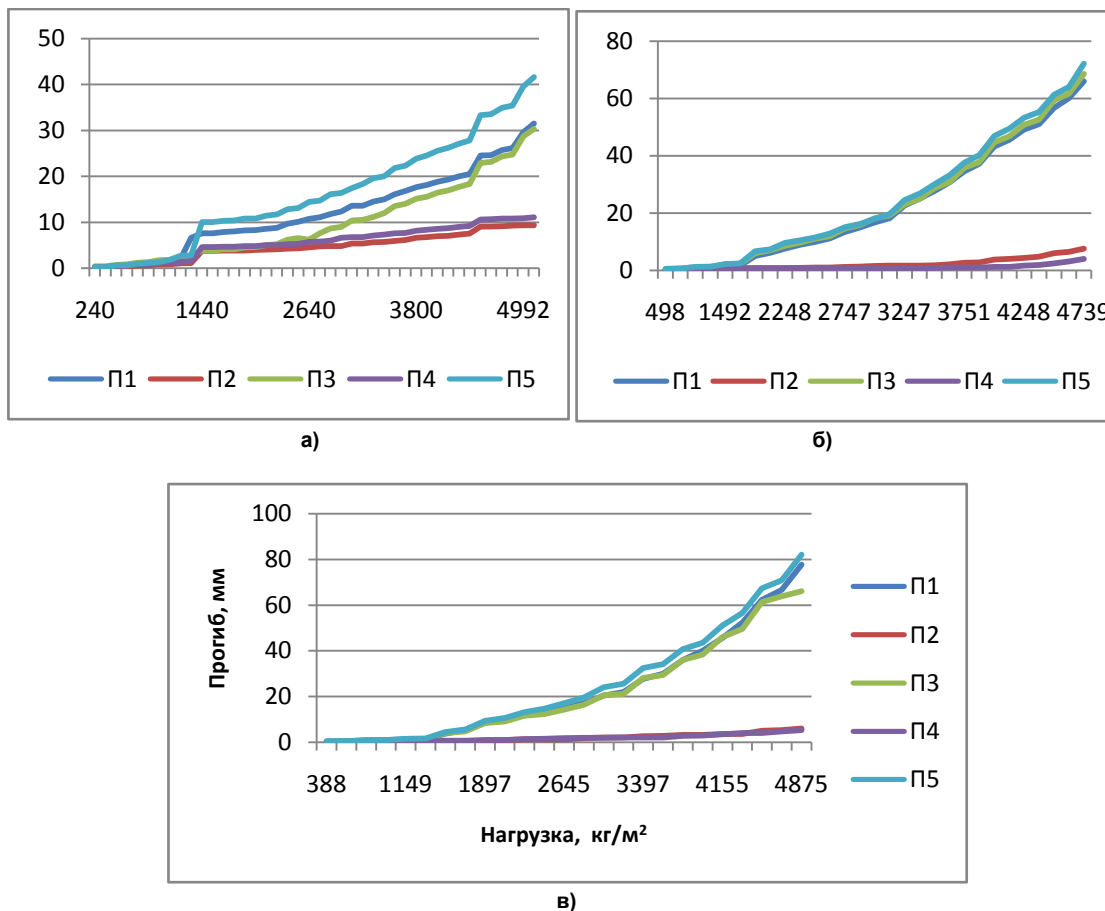 50
40
30
20
10
0
240 1440 2640 3800 4992
П1 П2 П3 П4 П5
а)
80
60
40
20
0
498 1492 2248 2747 3247 3751 4248 4739
П1 П2 П3 П4 П5
б)
Прогиб, мм
100
80
60
40
20
0
388 1149 1897 2645 3397 4155 4875
Нагрузка, кг/м²
П1
П2
П3
П4
П5
в)